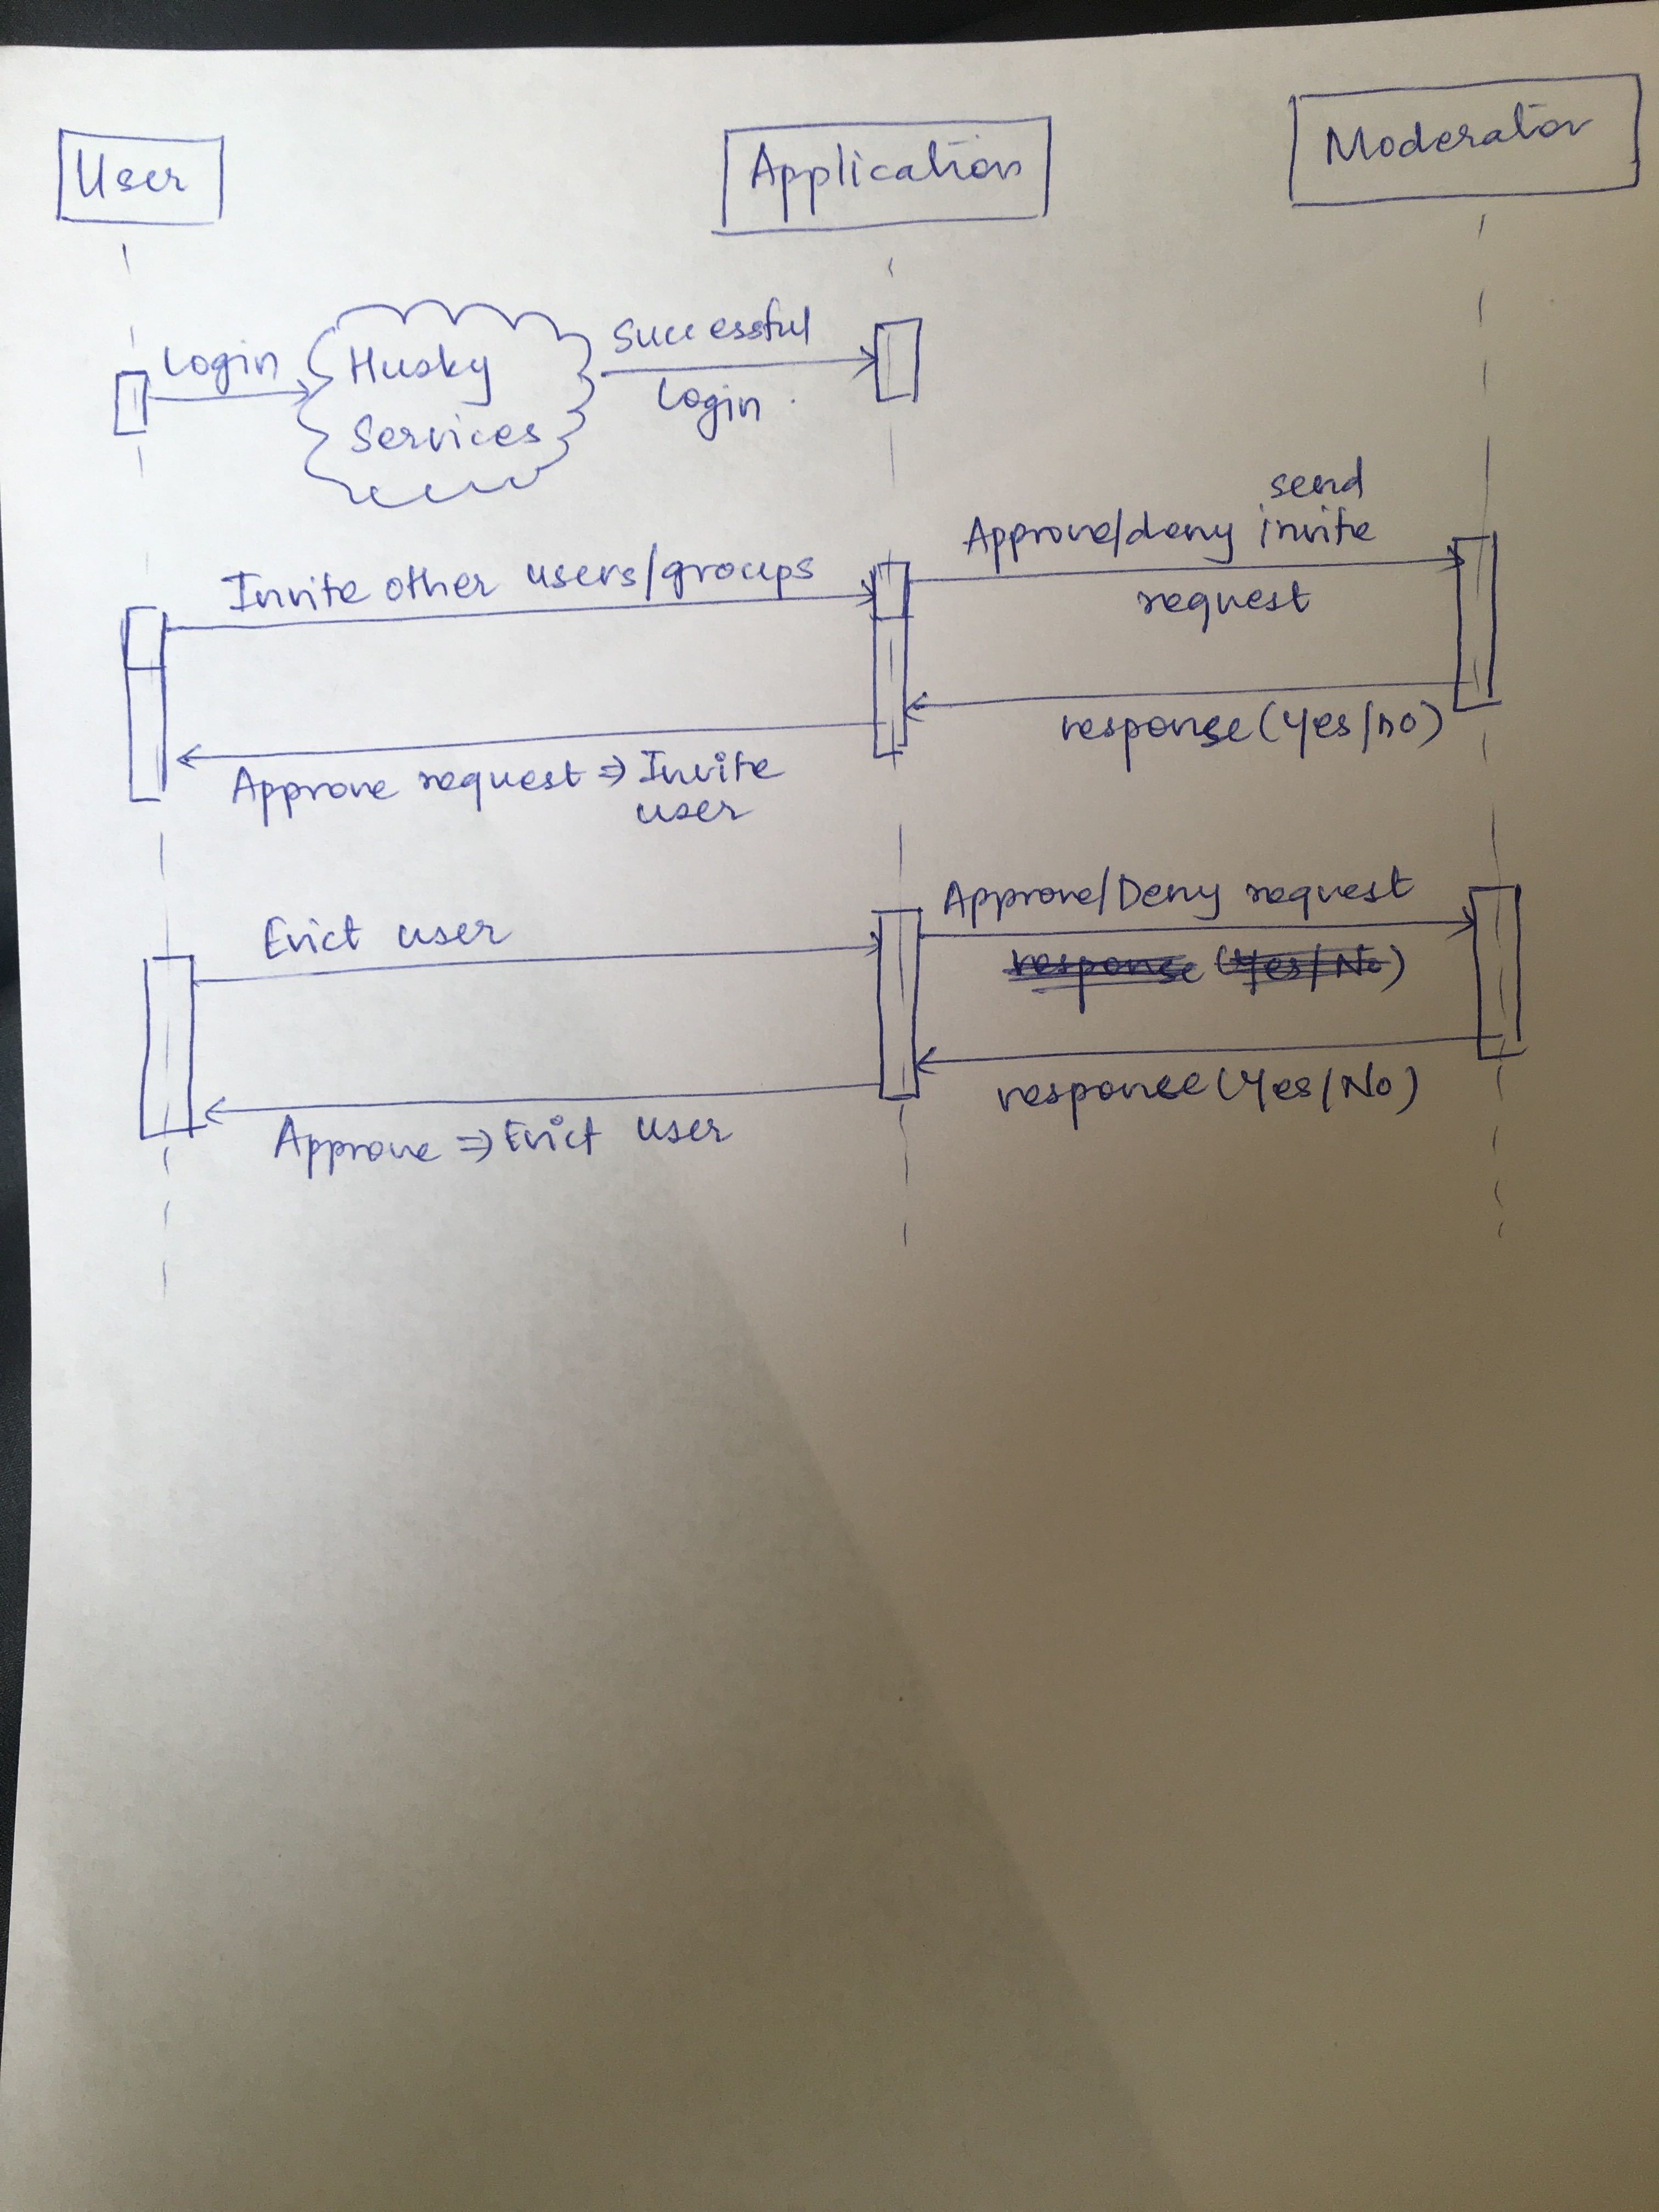 User
Application
Moderator
Login
Husky
Services
Successful
Login
Invite other users/groups
send
Approve/deny invite
request
response (Yes/no)
Approve request => Invite
user
Evict user
Approve/Deny request
response (Yes/No)
response (Yes/No)
Approve => Evict user